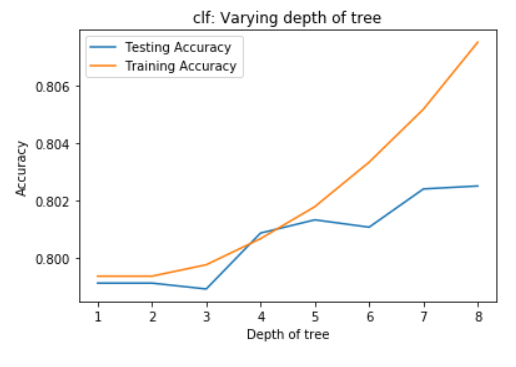 clf: Varying depth of tree
Testing Accuracy
Training Accuracy
0.806
0.804
0.802
0.800
Accuracy
1 2 3 4 5 6 7 8
Depth of tree